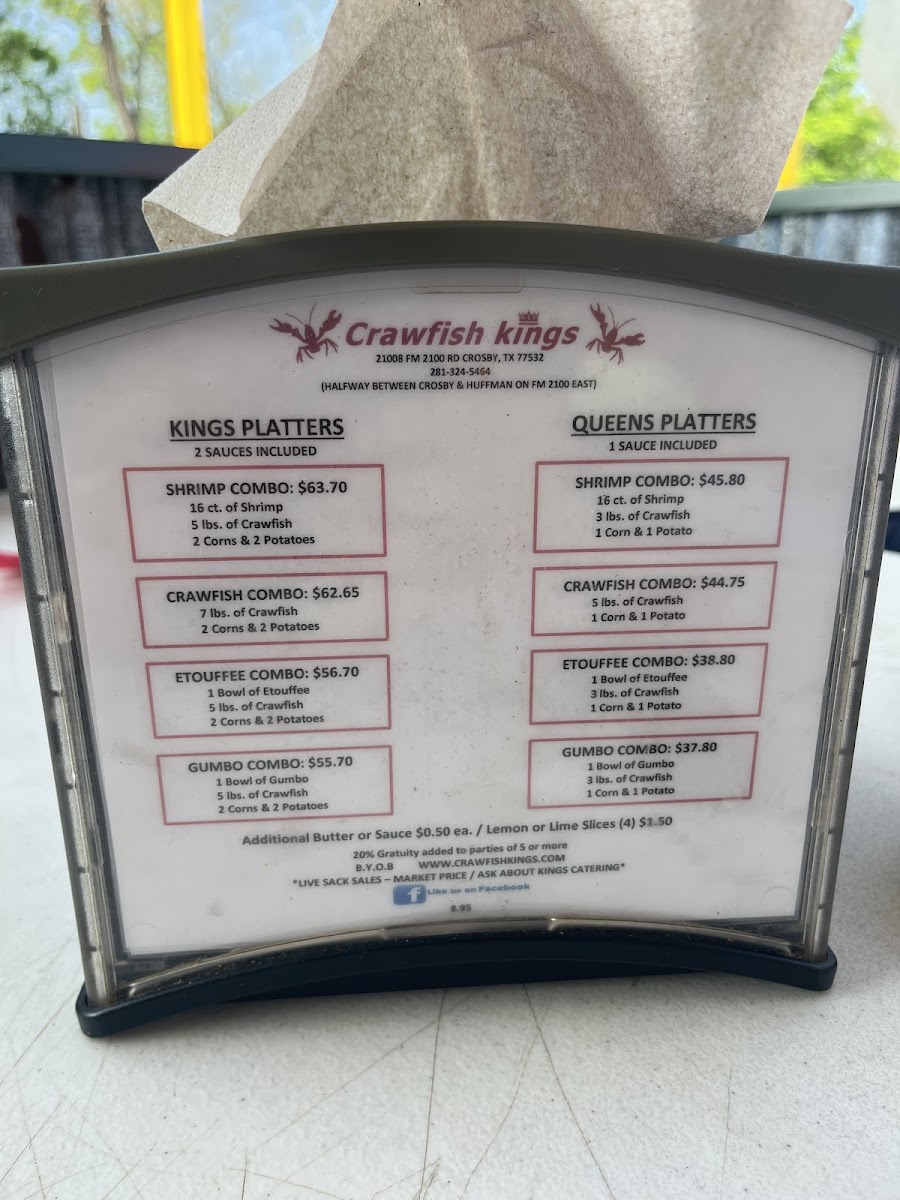 Crawfish kings
21008 FM 2100 RD CROSBY, TX 77532
281-324-5464
(HALFWAY BETWEEN CROSBY & HUFFMAN ON FM 2100 EAST)
KINGS PLATTERS
2 SAUCES INCLUDED
SHRIMP COMBO: $63.70
16 ct. of Shrimp
5 lbs. of Crawfish
2 Corns & 2 Potatoes
CRAWFISH COMBO: $62.65
7 lbs. of Crawfish
2 Corns & 2 Potatoes
ETOUFFEE COMBO: $56.70
1 Bowl of Etouffee
5 lbs. of Crawfish
2 Corns & 2 Potatoes
GUMBO COMBO: $55.70
1 Bowl of Gumbo
5 lbs. of Crawfish
2 Corns & 2 Potatoes
QUEENS PLATTERS
1 SAUCE INCLUDED
SHRIMP COMBO: $45.80
16 ct. of Shrimp
3 lbs. of Crawfish
1 Corn & 1 Potato
CRAWFISH COMBO: $44.75
5 lbs. of Crawfish
1 Corn & 1 Potato
ETOUFFEE COMBO: $38.80
1 Bowl of Etouffee
3 lbs. of Crawfish
1 Corn & 1 Potato
GUMBO COMBO: $37.80
1 Bowl of Gumbo
3 lbs. of Crawfish
1 Corn & 1 Potato
Additional Butter or Sauce $0.50 ea. / Lemon or Lime Slices (4) $1.50
20% Gratuity added to parties of 5 or more
B.Y.O.B WWW.CRAWFISHKINGS.COM
*LIVE SACK SALES – MARKET PRICE / ASK ABOUT KINGS CATERING*
f Like us on Facebook
8.95